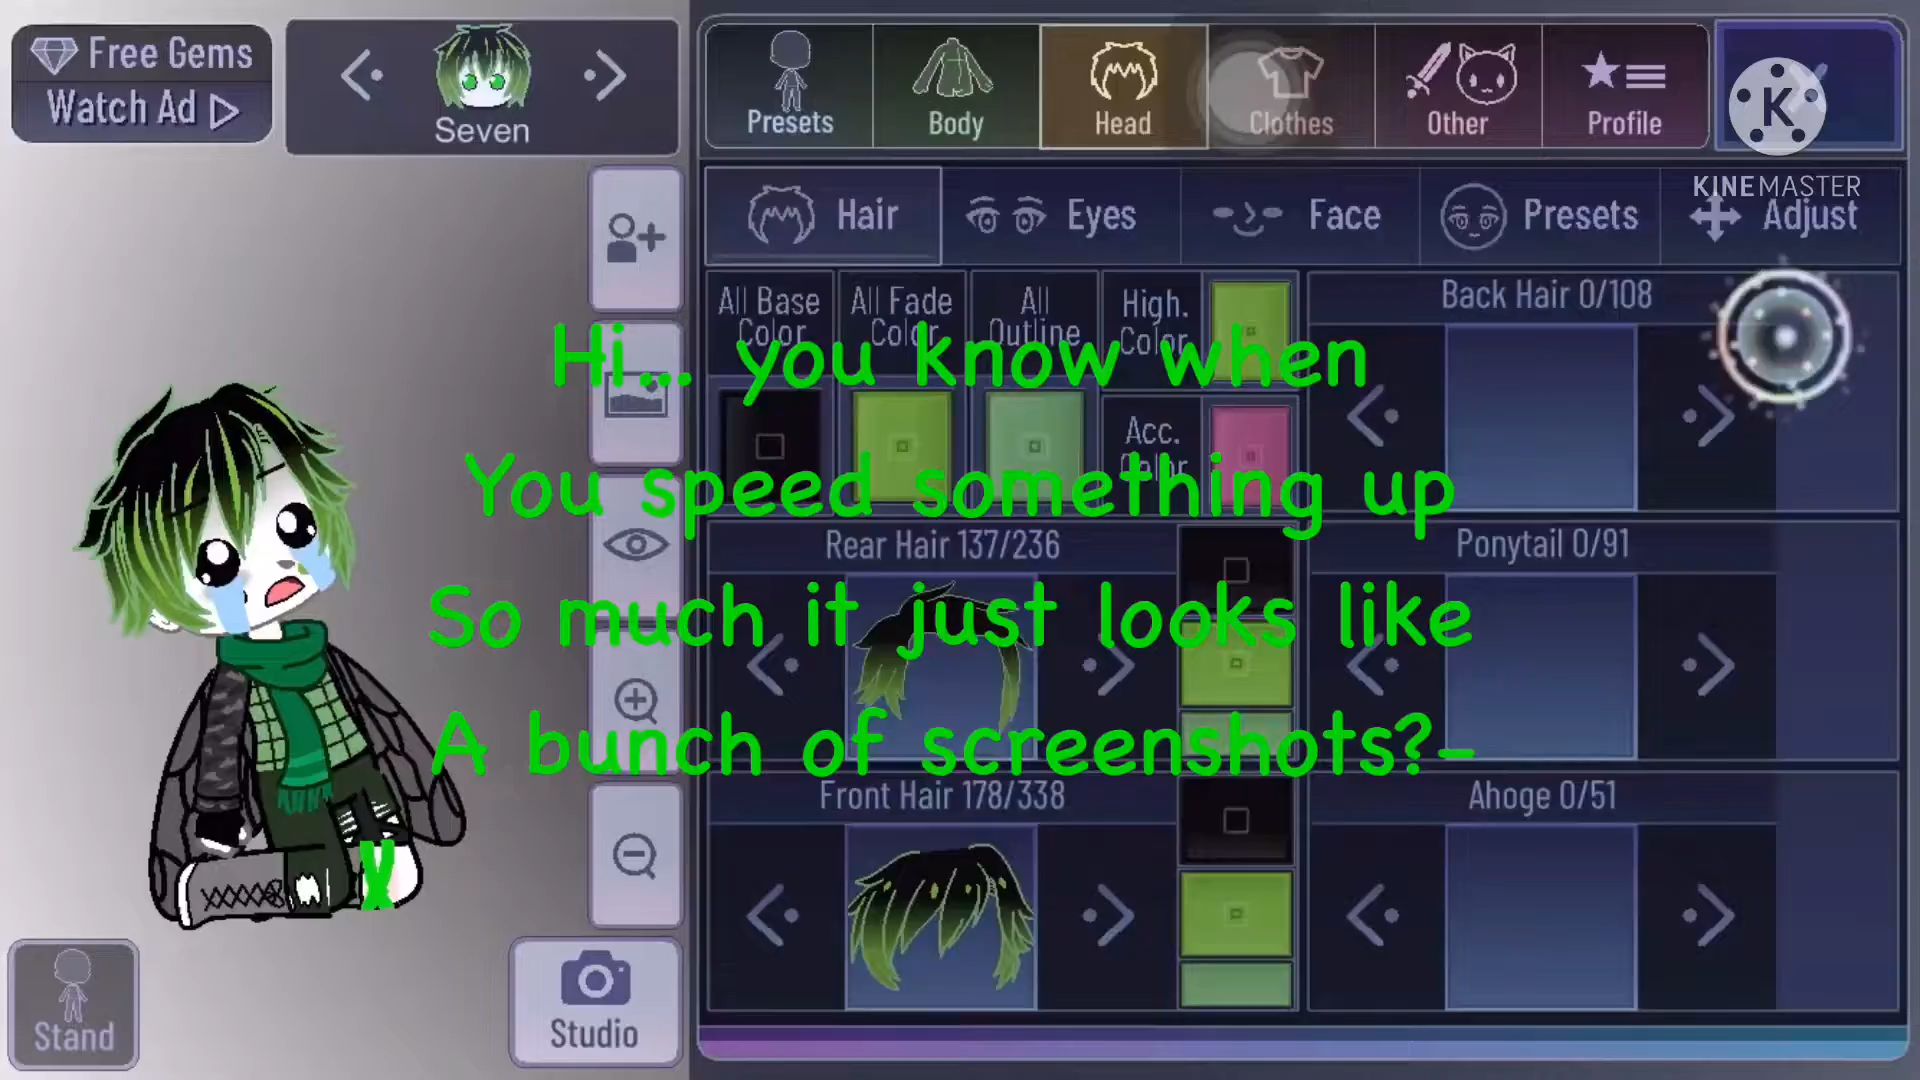 Free Gems
Watch Ad
Seven
Presets
Body
Head
Clothes
Other
Profile
K
KINEMASTER
Hair
Eyes
Face
Presets
Adjust
All Base
Color
All Fade
Color
All
Outline
High.
Color
Back Hair 0/108
Hi... you know when
Acc.
Color
You speed something up
Rear Hair 137/236
Ponytail 0/91
So much it just looks like
A bunch of screenshots?-
Front Hair 178/338
Ahoge 0/51
Stand
Studio